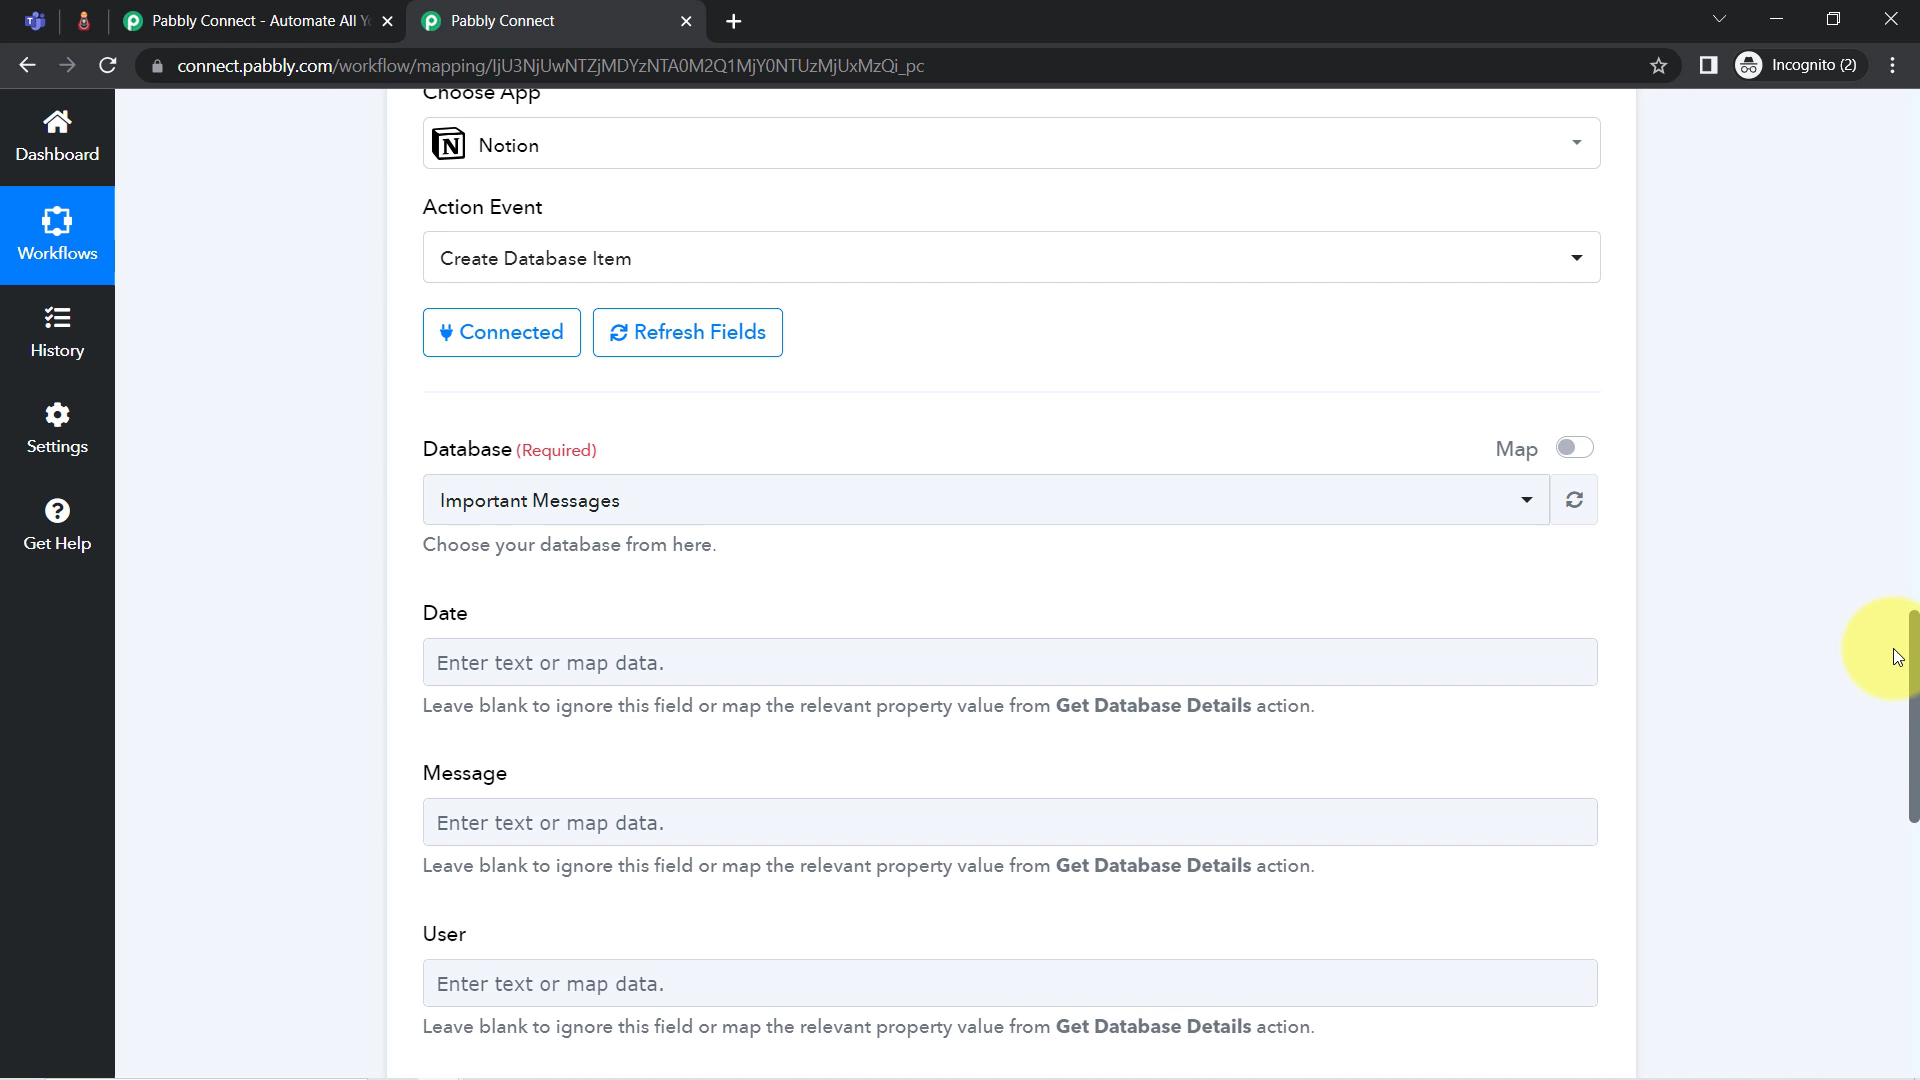 Pabbly Connect - Automate All Y
Pabbly Connect
connect.pabbly.com/workflow/mapping/IjU3NjUwNTZjMDYzNTA0M2Q1MjY0NTUzMjUxMzQi_pc
Incognito (2)
Dashboard
Workflows
History
Settings
Get Help
Choose App
N Notion
Action Event
Create Database Item
Connected
Refresh Fields
Database (Required)
Map
Important Messages
Choose your database from here.
Date
Enter text or map data.
Leave blank to ignore this field or map the relevant property value from Get Database Details action.
Message
Enter text or map data.
Leave blank to ignore this field or map the relevant property value from Get Database Details action.
User
Enter text or map data.
Leave blank to ignore this field or map the relevant property value from Get Database Details action.